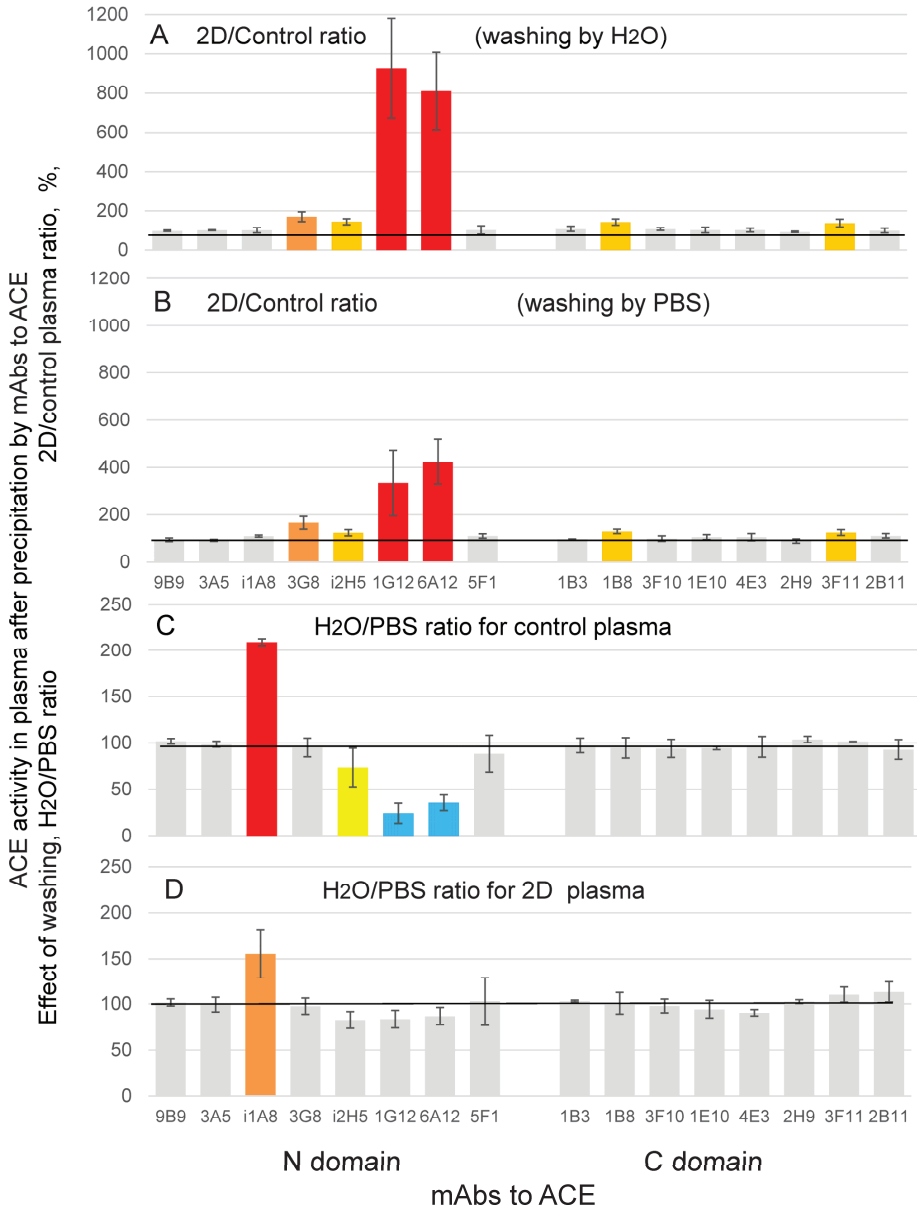 ACE activity in plasma after precipitation by mAbs to ACE
2D/control plasma ratio, %,
Effect of washing, H2O/PBS ratio
A 2D/Control ratio (washing by H2O)
1200
1000
800
600
400
200
0
B 2D/Control ratio (washing by PBS)
1200
1000
800
600
400
200
0
9B9 3A5 i1A8 3G8 i2H5 1G12 6A12 5F1 1B3 1B8 3F10 1E10 4E3 2H9 3F11 2B11
C H2O/PBS ratio for control plasma
250
200
150
100
50
0
D H2O/PBS ratio for 2D plasma
250
200
150
100
50
0
9B9 3A5 i1A8 3G8 i2H5 1G12 6A12 5F1 1B3 1B8 3F10 1E10 4E3 2H9 3F11 2B11
N domain C domain
mAbs to ACE